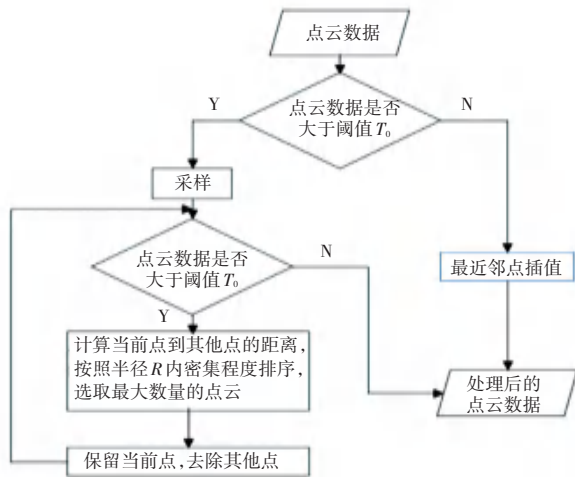 点云数据
点云数据是否
大于阈值T₀
Y
N
采样
点云数据是否
大于阈值T₀
N
Y
最近邻点插值
计算当前点到其他点的距离，
按照半径R内密集程度排序，
选取最大数量的点云
处理后的
点云数据
保留当前点，去除其他点